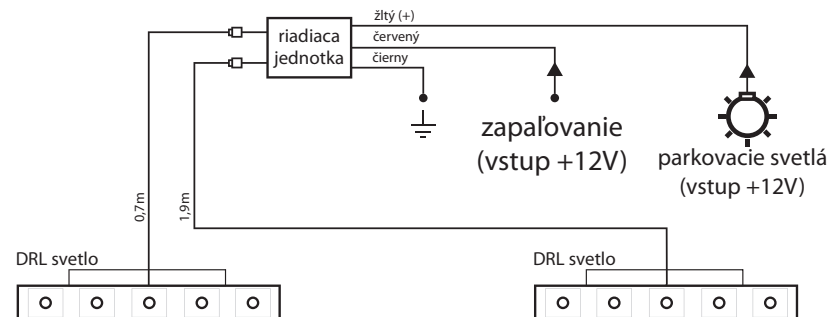 žltý (+)
riadiaca
jednotka
červený
čierny
zapaľovanie
(vstup +12V)
parkovacie svetlá
(vstup +12V)
0,7m
1,9m
DRL svetlo
DRL svetlo